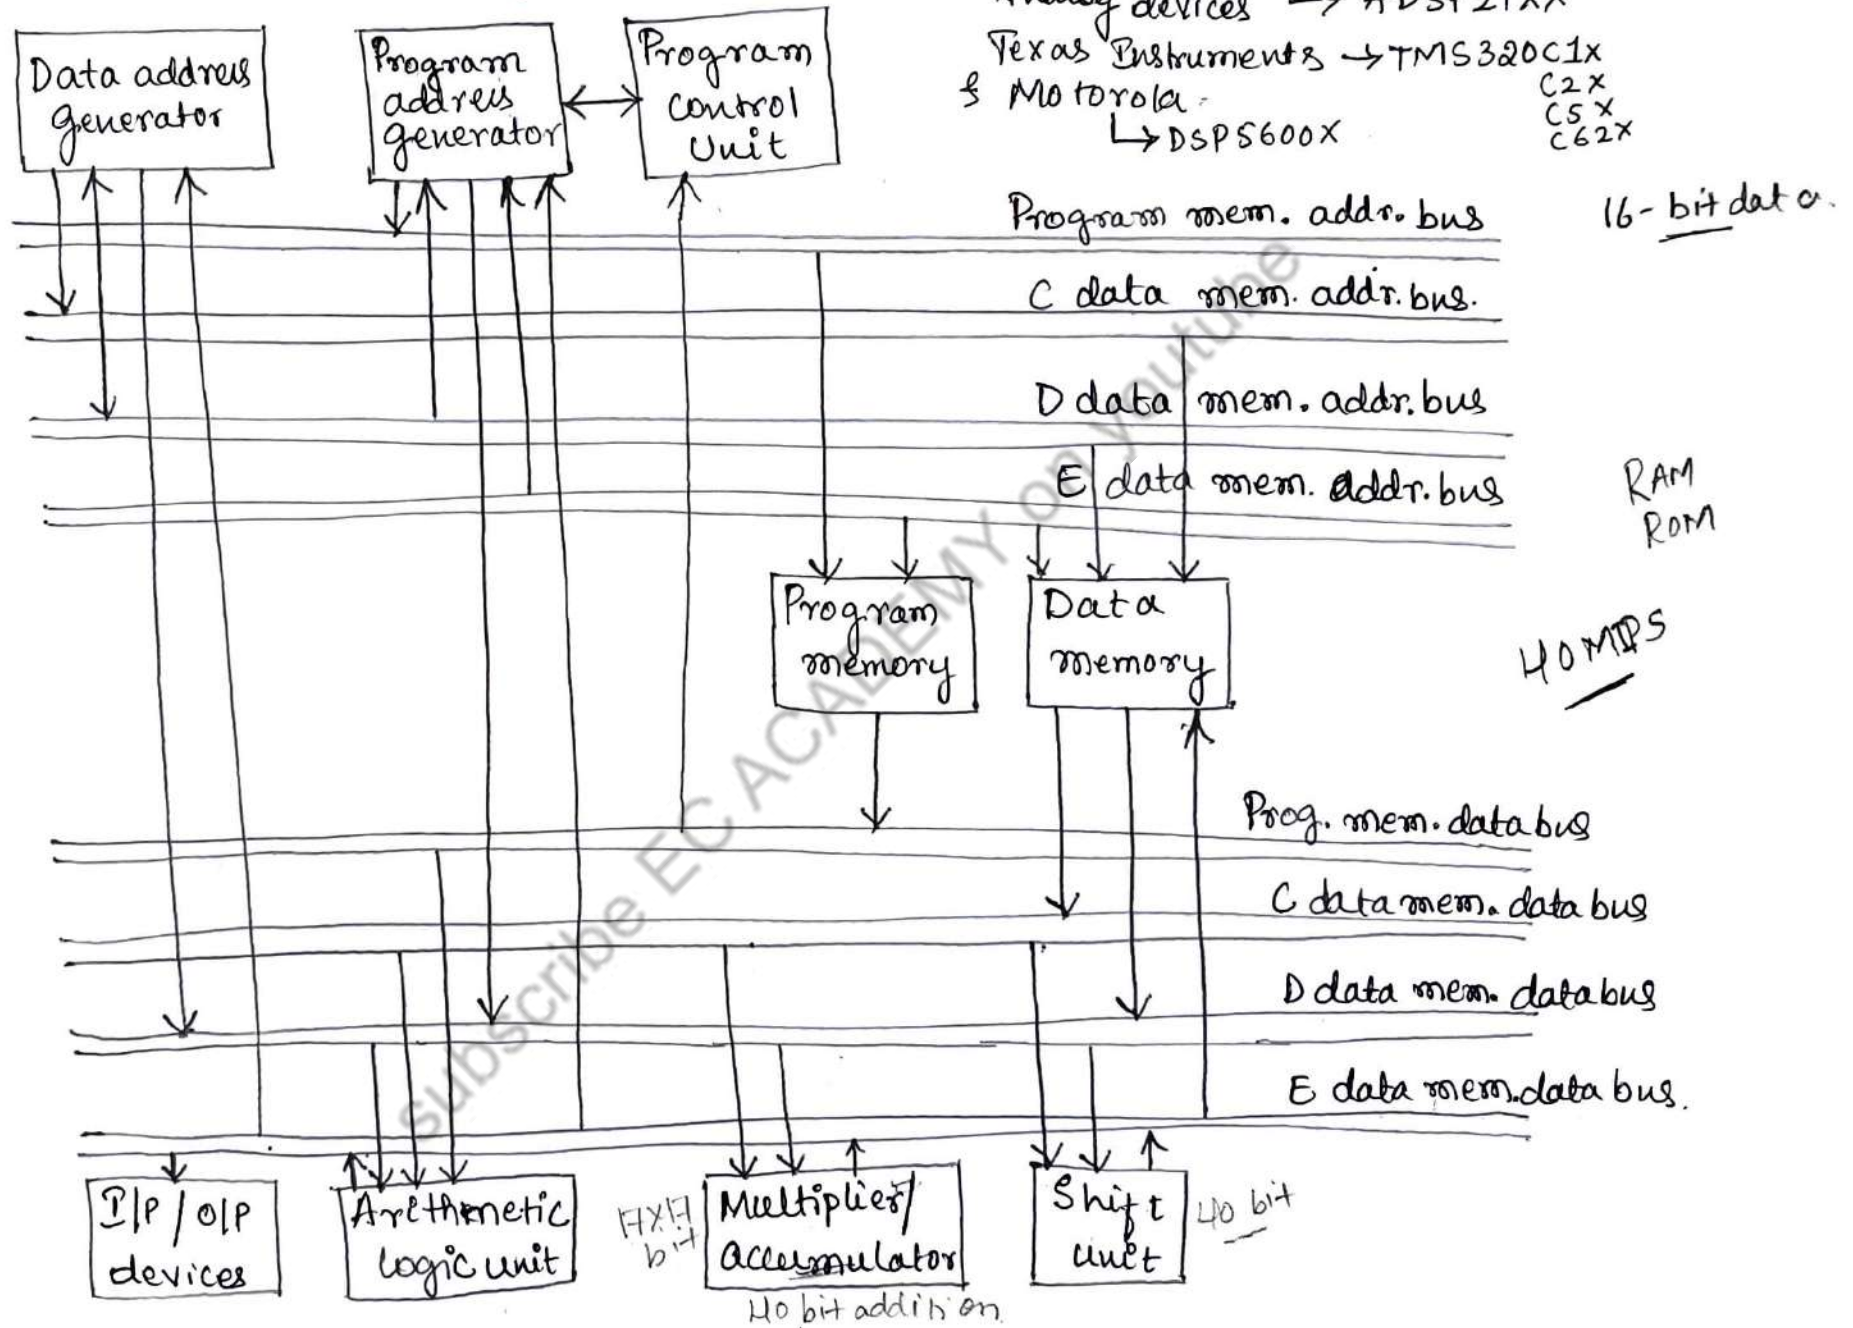 devices → ADSP21XX
Texas Instruments → TMS320C1X
C2X
C5X
C62X
& Motorola
↳ DSP5600X
Data address
generator
Program
address
generator
Program
control
Unit
Program mem. addr. bus
16-bit data.
C data mem. addr. bus.
D data mem. addr. bus
E data mem. addr. bus
RAM
ROM
Program
memory
Data
memory
40 MIPS
Prog. mem. data bus
C data mem. data bus
D data mem. data bus
E data mem. data bus.
I/P / O/P
devices
Arithmetic
logic unit
17X17
bit
Multiplier/
accumulator
40 bit addition
Shift
unit
40 bit
subscribe EC ACADEMY on youtube